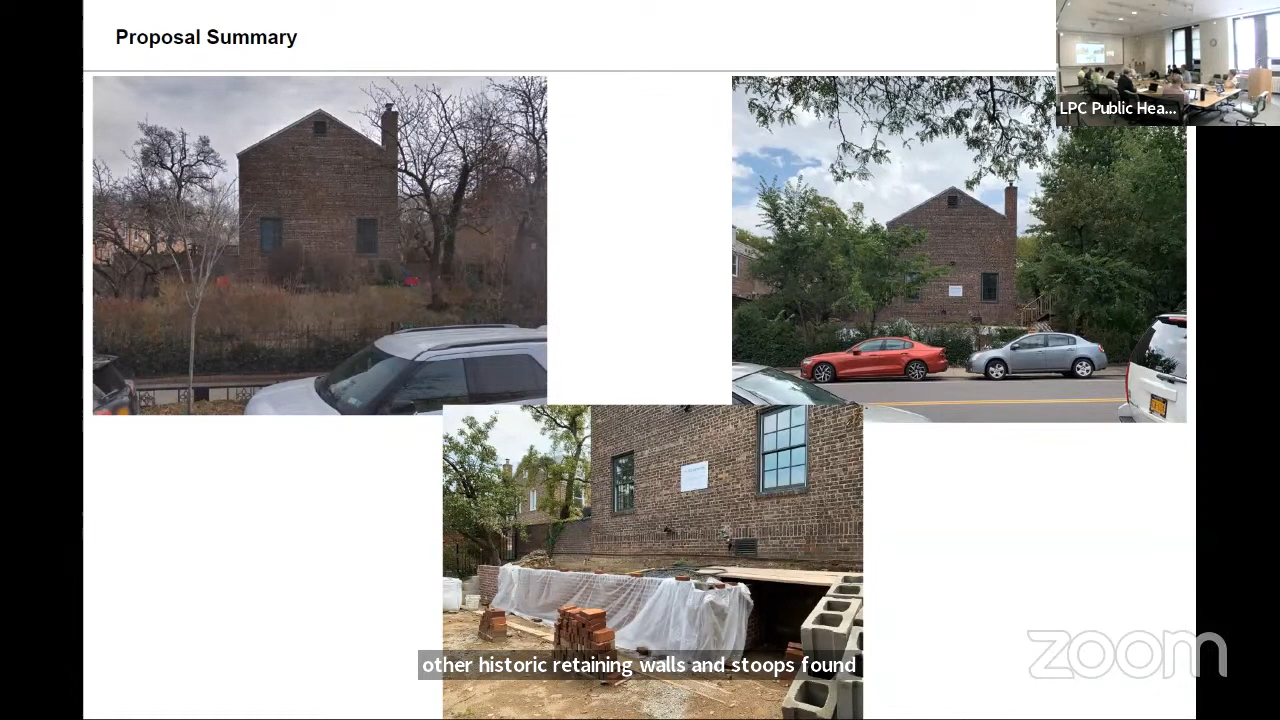 Proposal Summary
LPC Public Hea...
other historic retaining walls and stoops found
zoom